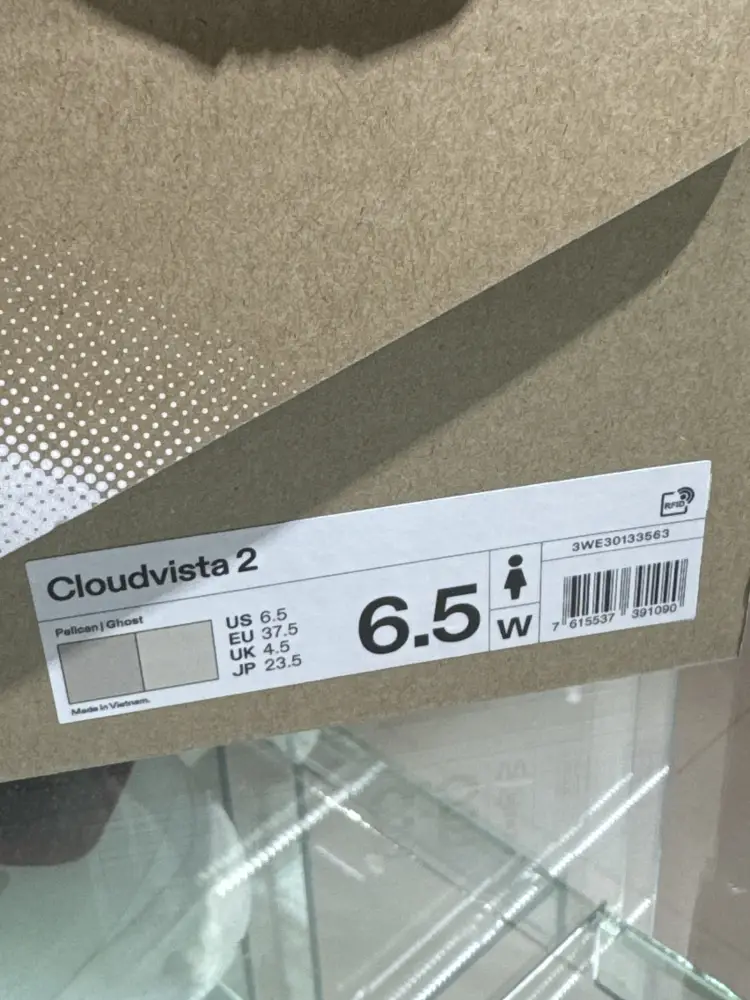 Cloudvista 2
RFID
Pelican | Ghost
US 6.5
EU 37.5
UK 4.5
JP 23.5
Made in Vietnam.
6.5
W
3WE30133563
7 615537 391090